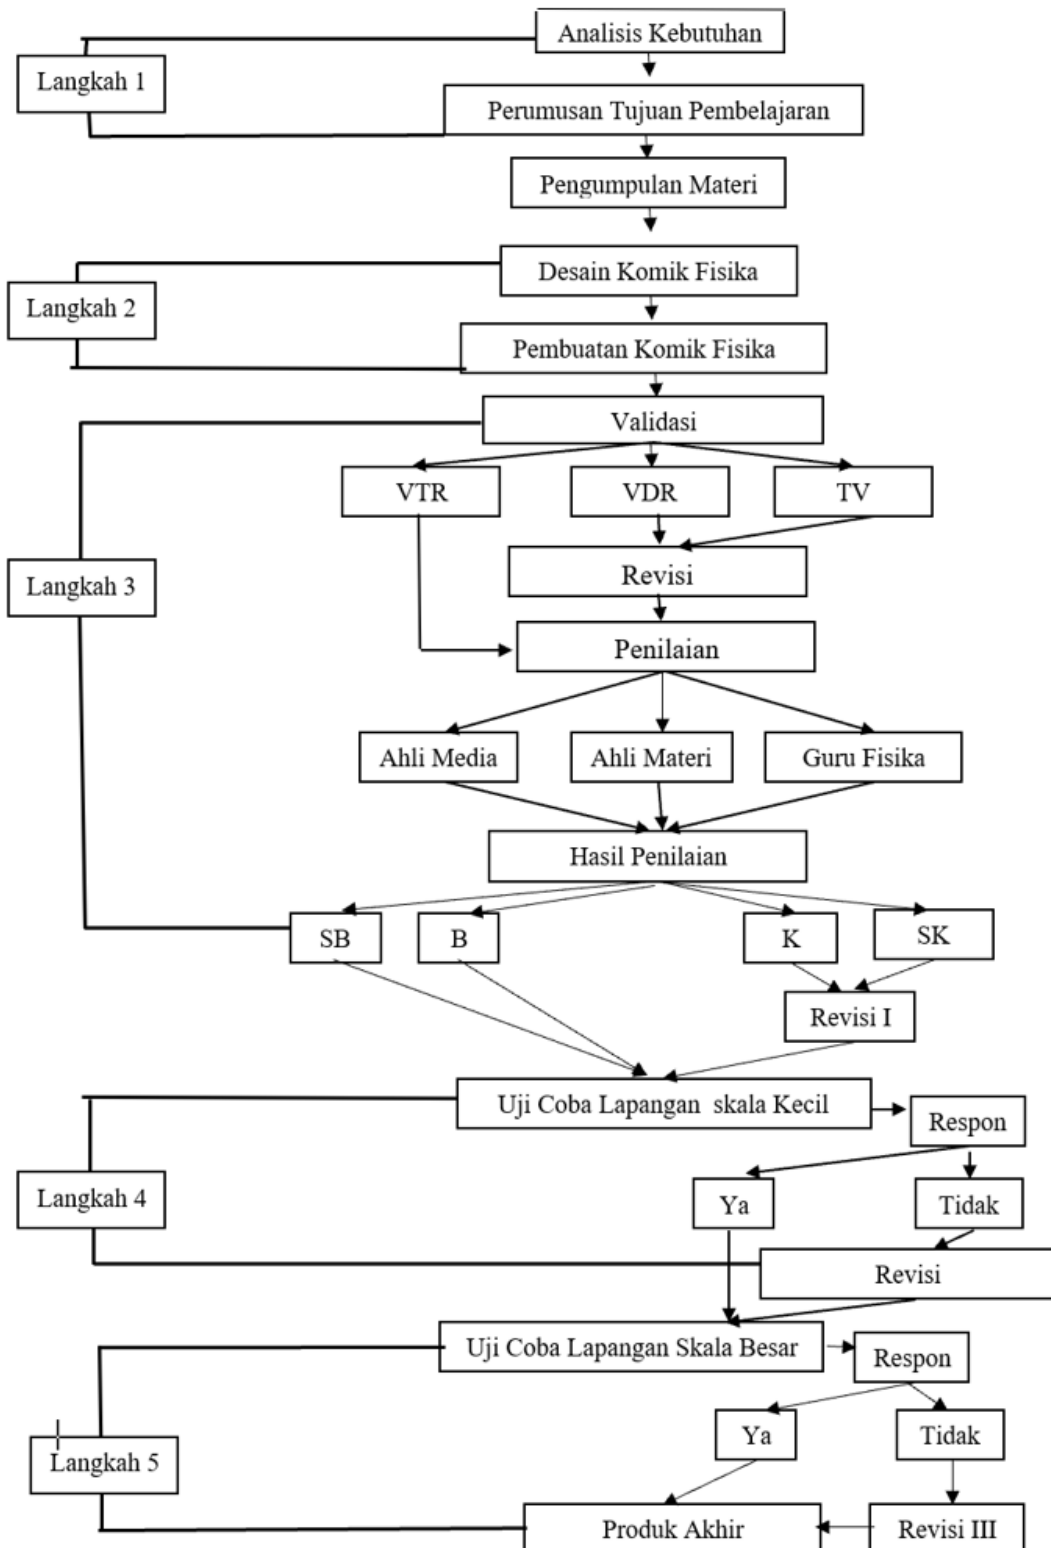 Analisis Kebutuhan
Langkah 1
Perumusan Tujuan Pembelajaran
Pengumpulan Materi
Desain Komik Fisika
Langkah 2
Pembuatan Komik Fisika
Validasi
VTR
VDR
TV
Revisi
Langkah 3
Penilaian
Ahli Media
Ahli Materi
Guru Fisika
Hasil Penilaian
SB
B
K
SK
Revisi I
Uji Coba Lapangan skala Kecil
Respon
Langkah 4
Ya
Tidak
Revisi
Uji Coba Lapangan Skala Besar
Respon
Ya
Tidak
Langkah 5
Produk Akhir
Revisi III